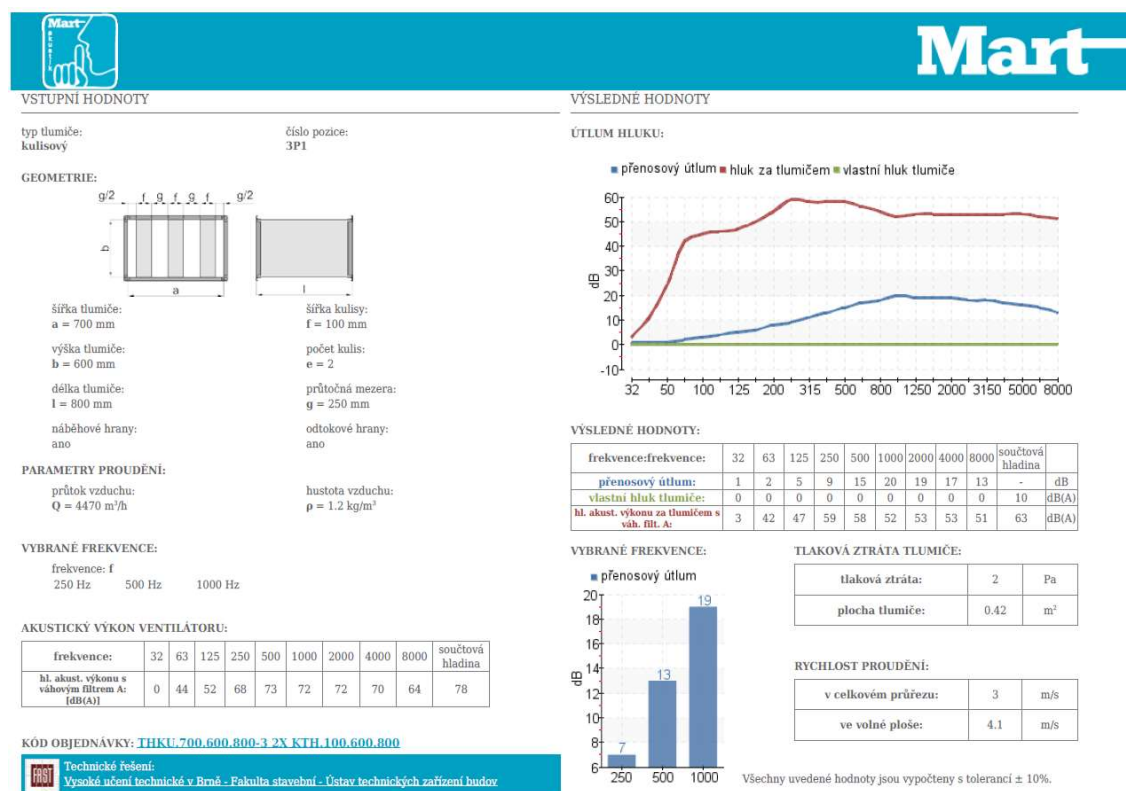 Mart
akustik
Mart
VSTUPNÍ HODNOTY
typ tlumiče:
kulisový
číslo pozice:
3P1
GEOMETRIE:
g/2 f g f g f g/2
b
a
l
šířka tlumiče:
a = 700 mm
šířka kulisy:
f = 100 mm
výška tlumiče:
b = 600 mm
počet kulis:
e = 2
délka tlumiče:
l = 800 mm
průtočná mezera:
g = 250 mm
náběhové hrany:
ano
odtokové hrany:
ano
PARAMETRY PROUDĚNÍ:
průtok vzduchu:
Q = 4470 m³/h
hustota vzduchu:
ρ = 1.2 kg/m³
VYBRANÉ FREKVENCE:
frekvence: f
250 Hz 500 Hz 1000 Hz
AKUSTICKÝ VÝKON VENTILÁTORU:
frekvence: 32 63 125 250 500 1000 2000 4000 8000 součtová hladina
hl. akust. výkonu s váhovým filtrem A: [dB(A)] 0 44 52 68 73 72 72 70 64 78
KÓD OBJEDNÁVKY: THKU.700.600.800-3 2X KTH.100.600.800
FAST
Technické řešení:
Vysoké učení technické v Brně - Fakulta stavební - Ústav technických zařízení budov
VÝSLEDNÉ HODNOTY
ÚTLUM HLUKU:
přenosový útlum hluk za tlumičem vlastní hluk tlumiče
dB
60
50
40
30
20
10
0
-10
32 50 100 125 200 315 500 800 1250 2000 3150 5000 8000
VÝSLEDNÉ HODNOTY:
frekvence:frekvence: 32 63 125 250 500 1000 2000 4000 8000 součtová hladina
přenosový útlum: 1 2 5 9 15 20 19 17 13 - dB
vlastní hluk tlumiče: 0 0 0 0 0 0 0 0 0 10 dB(A)
hl. akust. výkonu za tlumičem s váh. filt. A: 3 42 47 59 58 52 53 53 51 63 dB(A)
VYBRANÉ FREKVENCE:
přenosový útlum
dB
20
18
16
14
12
10
8
6
7
13
19
250 500 1000
TLAKOVÁ ZTRÁTA TLUMIČE:
tlaková ztráta: 2 Pa
plocha tlumiče: 0.42 m²
RYCHLOST PROUDĚNÍ:
v celkovém průřezu: 3 m/s
ve volné ploše: 4.1 m/s
Všechny uvedené hodnoty jsou vypočteny s tolerancí ± 10%.